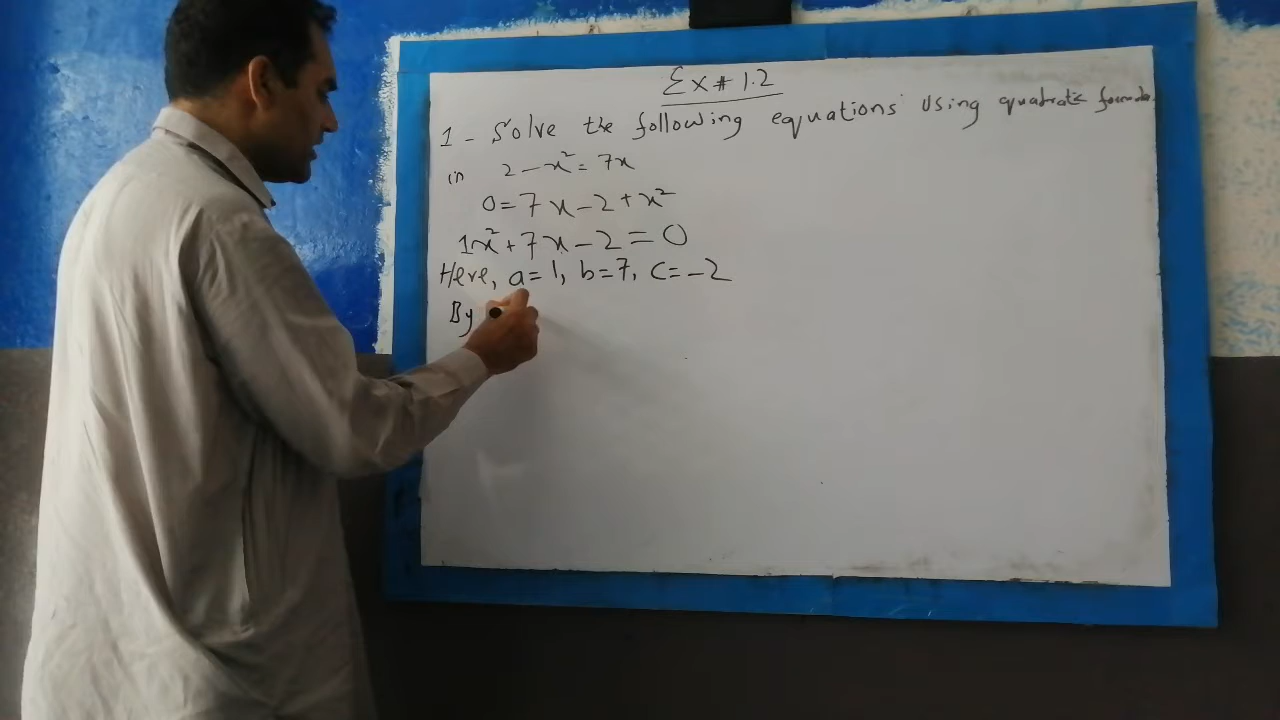 Ex # 1.2
1 - Solve the following equations using quadratic formula.
(i) 2 - x² = 7x
0 = 7x - 2 + x²
1x² + 7x - 2 = 0
Here, a = 1, b = 7, c = -2
By